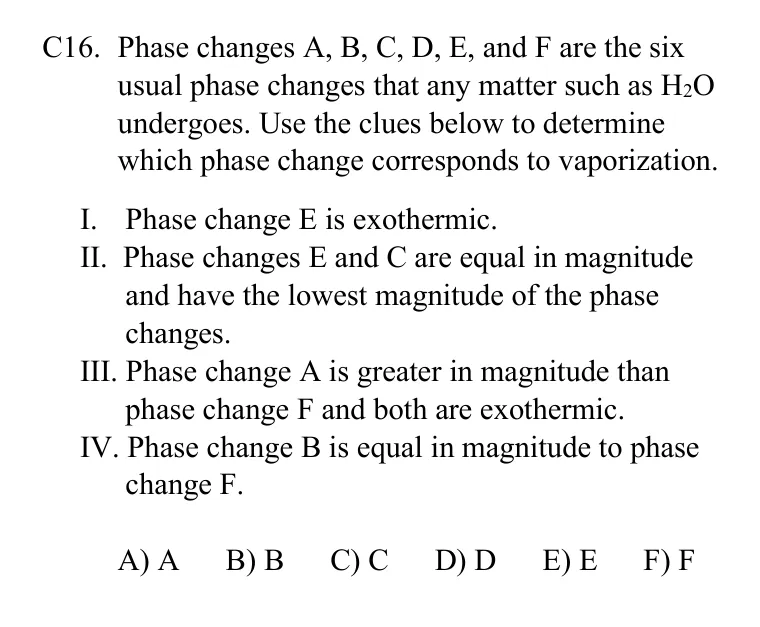 C16. Phase changes A, B, C, D, E, and F are the six
usual phase changes that any matter such as H₂O
undergoes. Use the clues below to determine
which phase change corresponds to vaporization.
I. Phase change E is exothermic.
II. Phase changes E and C are equal in magnitude
and have the lowest magnitude of the phase
changes.
III. Phase change A is greater in magnitude than
phase change F and both are exothermic.
IV. Phase change B is equal in magnitude to phase
change F.
A) A B) B C) C D) D E) E F) F